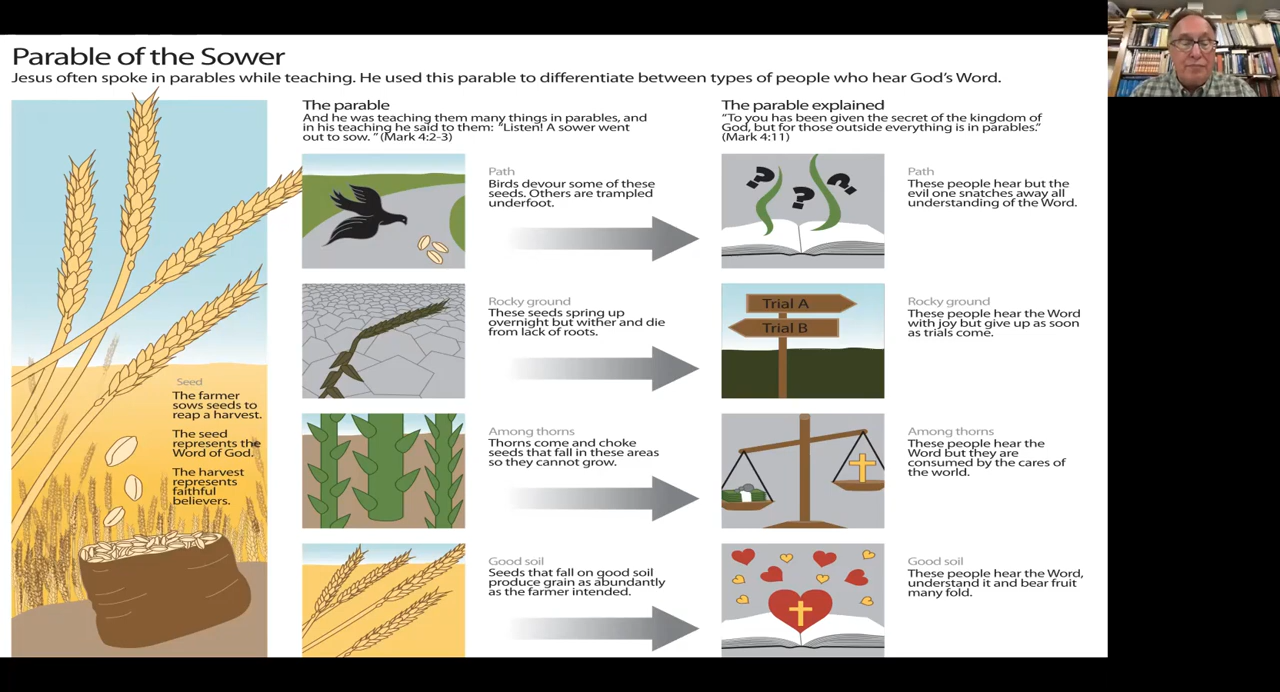 Parable of the Sower
Jesus often spoke in parables while teaching. He used this parable to differentiate between types of people who hear God's Word.
Seed
The farmer
sows seeds to
reap a harvest.
The seed
represents the
Word of God.
The harvest
represents
faithful
believers.
The parable
And he was teaching them many things in parables, and
in his teaching he said to them: "Listen! A sower went
out to sow. "(Mark 4:2-3)
Path
Birds devour some of these
seeds. Others are trampled
underfoot.
Rocky ground
These seeds spring up
overnight but wither and die
from lack of roots.
Among thorns
Thorns come and choke
seeds that fall in these areas
so they cannot grow.
Good soil
Seeds that fall on good soil
produce grain as abundantly
as the farmer intended.
The parable explained
"To you has been given the secret of the kingdom of
God, but for those outside everything is in parables."
(Mark 4:11)
? ? ?
Path
These people hear but the
evil one snatches away all
understanding of the Word.
Trial A
Trial B
Rocky ground
These people hear the Word
with joy but give up as soon
as trials come.
Among thorns
These people hear the
Word but they are
consumed by the cares of
the world.
Good soil
These people hear the Word,
understand it and bear fruit
many fold.